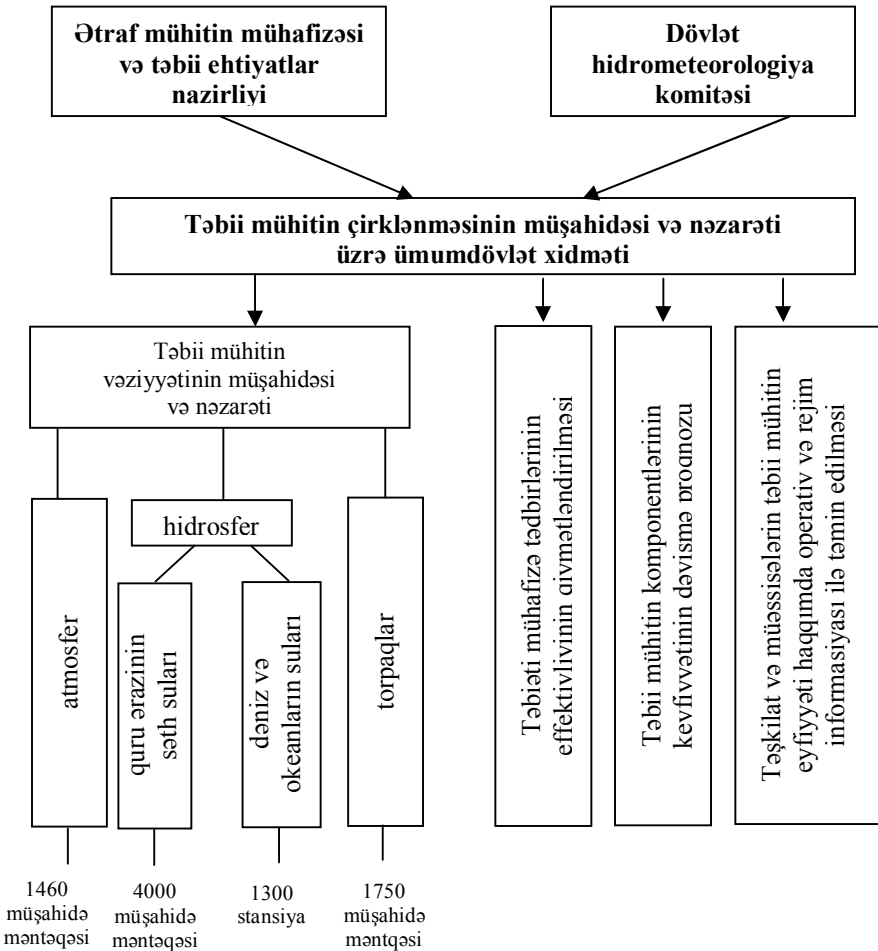 Ətraf mühitin mühafizəsi
və təbii ehtiyatlar
nazirliyi
Dövlət
hidrometeorologiya
komitəsi
Təbii mühitin çirklənməsinin müşahidəsi və nəzarəti
üzrə ümumdövlət xidməti
Təbii mühitin
vəziyyətinin müşahidəsi
və nəzarəti
Təbiəti mühafizə tədbirlərinin
effektivliyinin qiymətləndirilməsi
Təbii mühitin komponentlərinin
keyfiyyətinin dəyişmə proqnozu
Təşkilat və müəssisələrin təbii mühitin
eyfiyyəti haqqımda operativ və rejim
informasiyası ilə təmin edilməsi
hidrosfer
atmosfer
quru ərazinin
səth suları
dəniz və
okeanların suları
torpaqlar
1460
müşahidə
məntəqəsi
4000
müşahidə
məntəqəsi
1300
stansiya
1750
müşahidə
məntqəsi